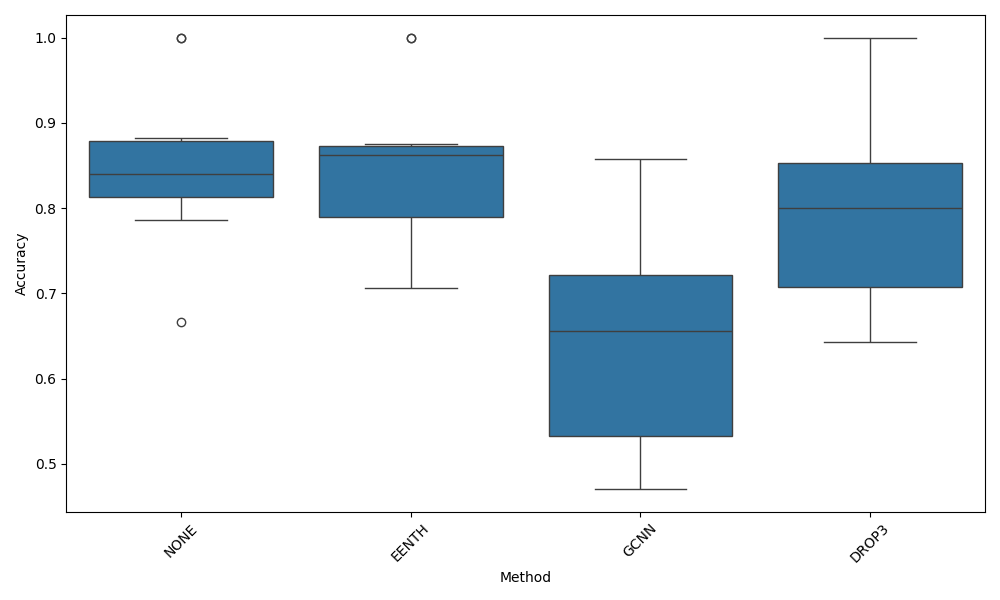 1.0
0.9
0.8
0.7
0.6
0.5
Accuracy
NONE
EENTH
GCNN
DROP3
Method